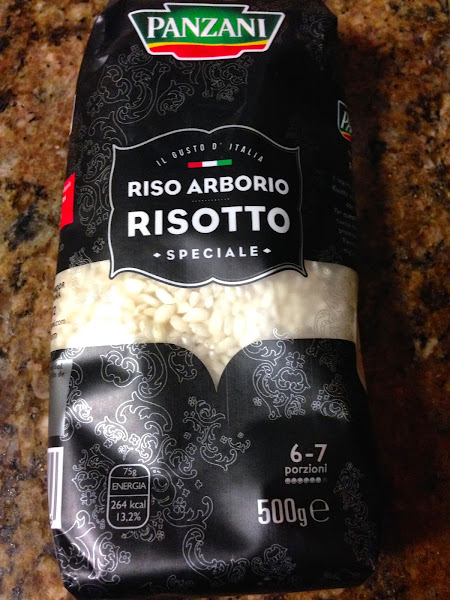 PANZANI
IL GUSTO D'ITALIA
RISO ARBORIO
RISOTTO
SPECIALE
6-7
porzioni
75g
ENERGIA
264 kcal
13,2%
500g e